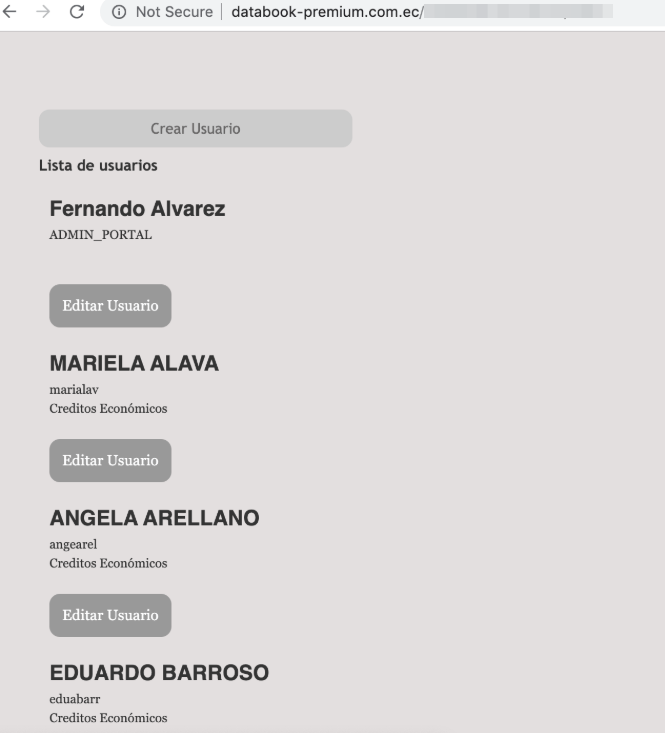 Not Secure | databook-premium.com.ec/
Crear Usuario
Lista de usuarios
Fernando Alvarez
ADMIN_PORTAL
Editar Usuario
MARIELA ALAVA
marialav
Creditos Económicos
Editar Usuario
ANGELA ARELLANO
angearel
Creditos Económicos
Editar Usuario
EDUARDO BARROSO
eduabarr
Creditos Económicos